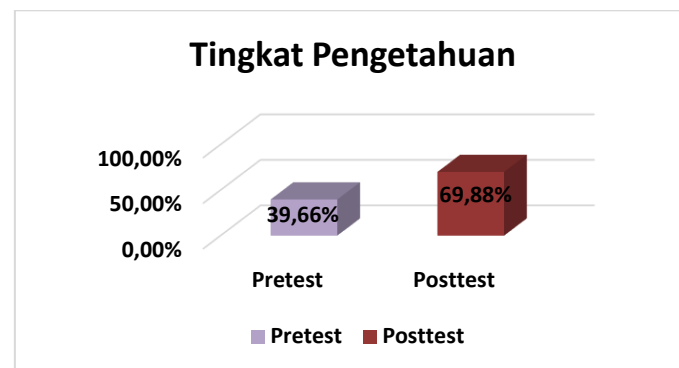 Tingkat Pengetahuan
100,00%
50,00%
0,00%
39,66%
69,88%
Pretest Posttest
Pretest Posttest